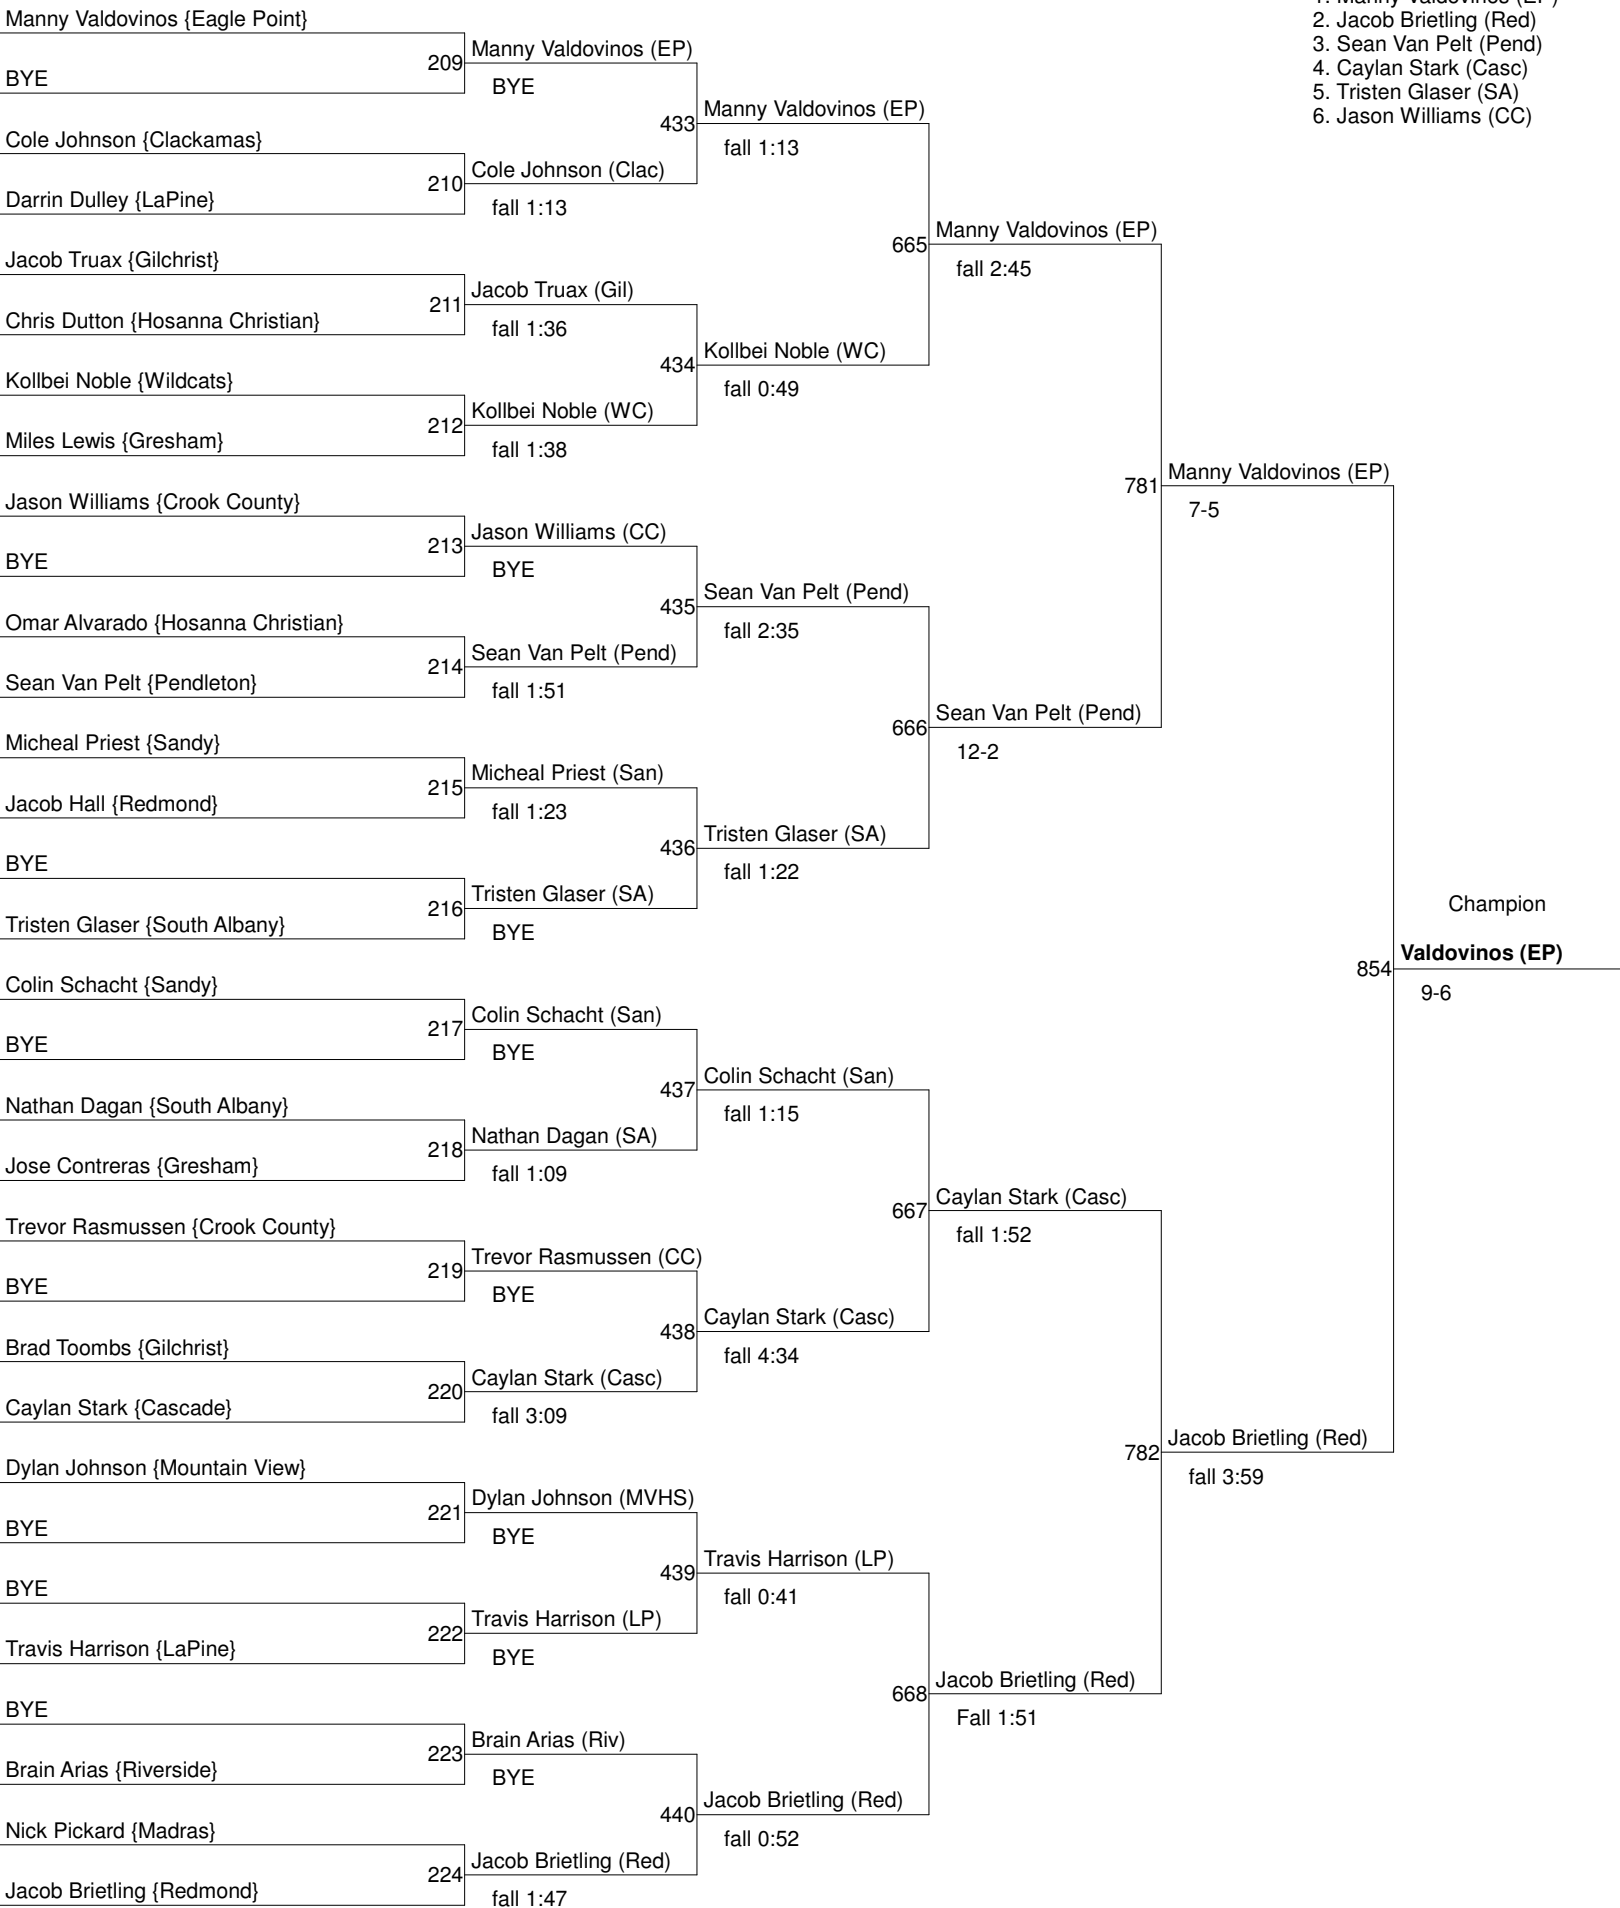 1. Manny Valdovinos (EP)
2. Jacob Brietling (Red)
3. Sean Van Pelt (Pend)
4. Caylan Stark (Casc)
5. Tristen Glaser (SA)
6. Jason Williams (CC)
Manny Valdovinos {Eagle Point}
BYE
Cole Johnson {Clackamas}
Darrin Dulley {LaPine}
Jacob Truax {Gilchrist}
Chris Dutton {Hosanna Christian}
Kollbei Noble {Wildcats}
Miles Lewis {Gresham}
Jason Williams {Crook County}
BYE
Omar Alvarado {Hosanna Christian}
Sean Van Pelt {Pendleton}
Micheal Priest {Sandy}
Jacob Hall {Redmond}
BYE
Tristen Glaser {South Albany}
Colin Schacht {Sandy}
BYE
Nathan Dagan {South Albany}
Jose Contreras {Gresham}
Trevor Rasmussen {Crook County}
BYE
Brad Toombs {Gilchrist}
Caylan Stark {Cascade}
Dylan Johnson {Mountain View}
BYE
BYE
Travis Harrison {LaPine}
BYE
Brain Arias {Riverside}
Nick Pickard {Madras}
Jacob Brietling {Redmond}
209 Manny Valdovinos (EP)
BYE
210 Cole Johnson (Clac)
fall 1:13
211 Jacob Truax (Gil)
fall 1:36
212 Kollbei Noble (WC)
fall 1:38
213 Jason Williams (CC)
BYE
214 Sean Van Pelt (Pend)
fall 1:51
215 Micheal Priest (San)
fall 1:23
216 Tristen Glaser (SA)
BYE
217 Colin Schacht (San)
BYE
218 Nathan Dagan (SA)
fall 1:09
219 Trevor Rasmussen (CC)
BYE
220 Caylan Stark (Casc)
fall 3:09
221 Dylan Johnson (MVHS)
BYE
222 Travis Harrison (LP)
BYE
223 Brain Arias (Riv)
BYE
224 Jacob Brietling (Red)
fall 1:47
433 Manny Valdovinos (EP)
fall 1:13
434 Kollbei Noble (WC)
fall 0:49
435 Sean Van Pelt (Pend)
fall 2:35
436 Tristen Glaser (SA)
fall 1:22
437 Colin Schacht (San)
fall 1:15
438 Caylan Stark (Casc)
fall 4:34
439 Travis Harrison (LP)
fall 0:41
440 Jacob Brietling (Red)
fall 0:52
665 Manny Valdovinos (EP)
fall 2:45
666 Sean Van Pelt (Pend)
12-2
667 Caylan Stark (Casc)
fall 1:52
668 Jacob Brietling (Red)
Fall 1:51
781 Manny Valdovinos (EP)
7-5
782 Jacob Brietling (Red)
fall 3:59
Champion
854 Valdovinos (EP)
9-6